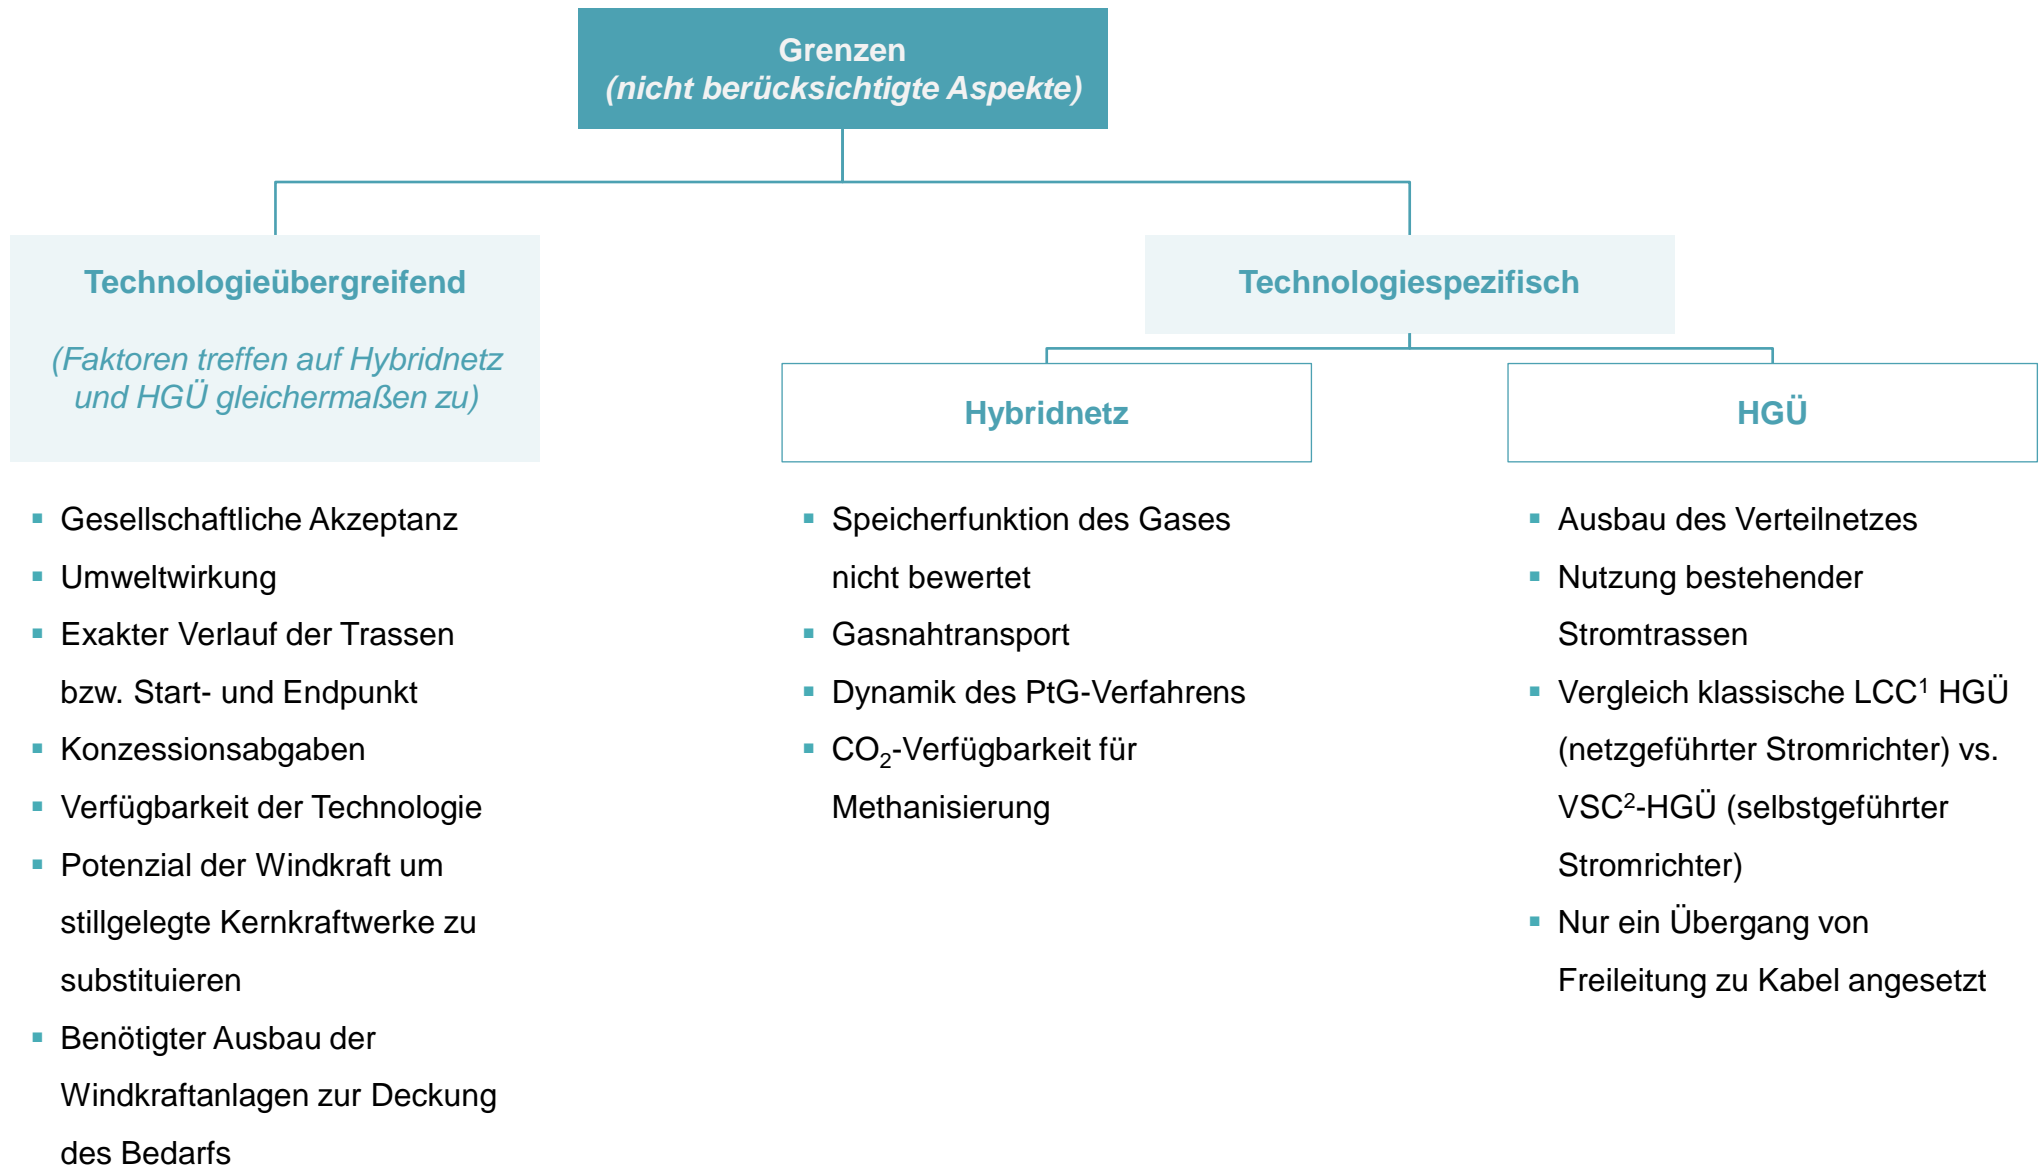 Grenzen
(nicht berücksichtigte Aspekte)
Technologieübergreifend
(Faktoren treffen auf Hybridnetz
und HGÜ gleichermaßen zu)
▪ Gesellschaftliche Akzeptanz
▪ Umweltwirkung
▪ Exakter Verlauf der Trassen
bzw. Start- und Endpunkt
▪ Konzessionsabgaben
▪ Verfügbarkeit der Technologie
▪ Potenzial der Windkraft um
stillgelegte Kernkraftwerke zu
substituieren
▪ Benötigter Ausbau der
Windkraftanlagen zur Deckung
des Bedarfs
Technologiespezifisch
Hybridnetz
▪ Speicherfunktion des Gases
nicht bewertet
▪ Gasnahtransport
▪ Dynamik des PtG-Verfahrens
▪ CO₂-Verfügbarkeit für
Methanisierung
HGÜ
▪ Ausbau des Verteilnetzes
▪ Nutzung bestehender
Stromtrassen
▪ Vergleich klassische LCC¹ HGÜ
(netzgeführter Stromrichter) vs.
VSC²-HGÜ (selbstgeführter
Stromrichter)
▪ Nur ein Übergang von
Freileitung zu Kabel angesetzt